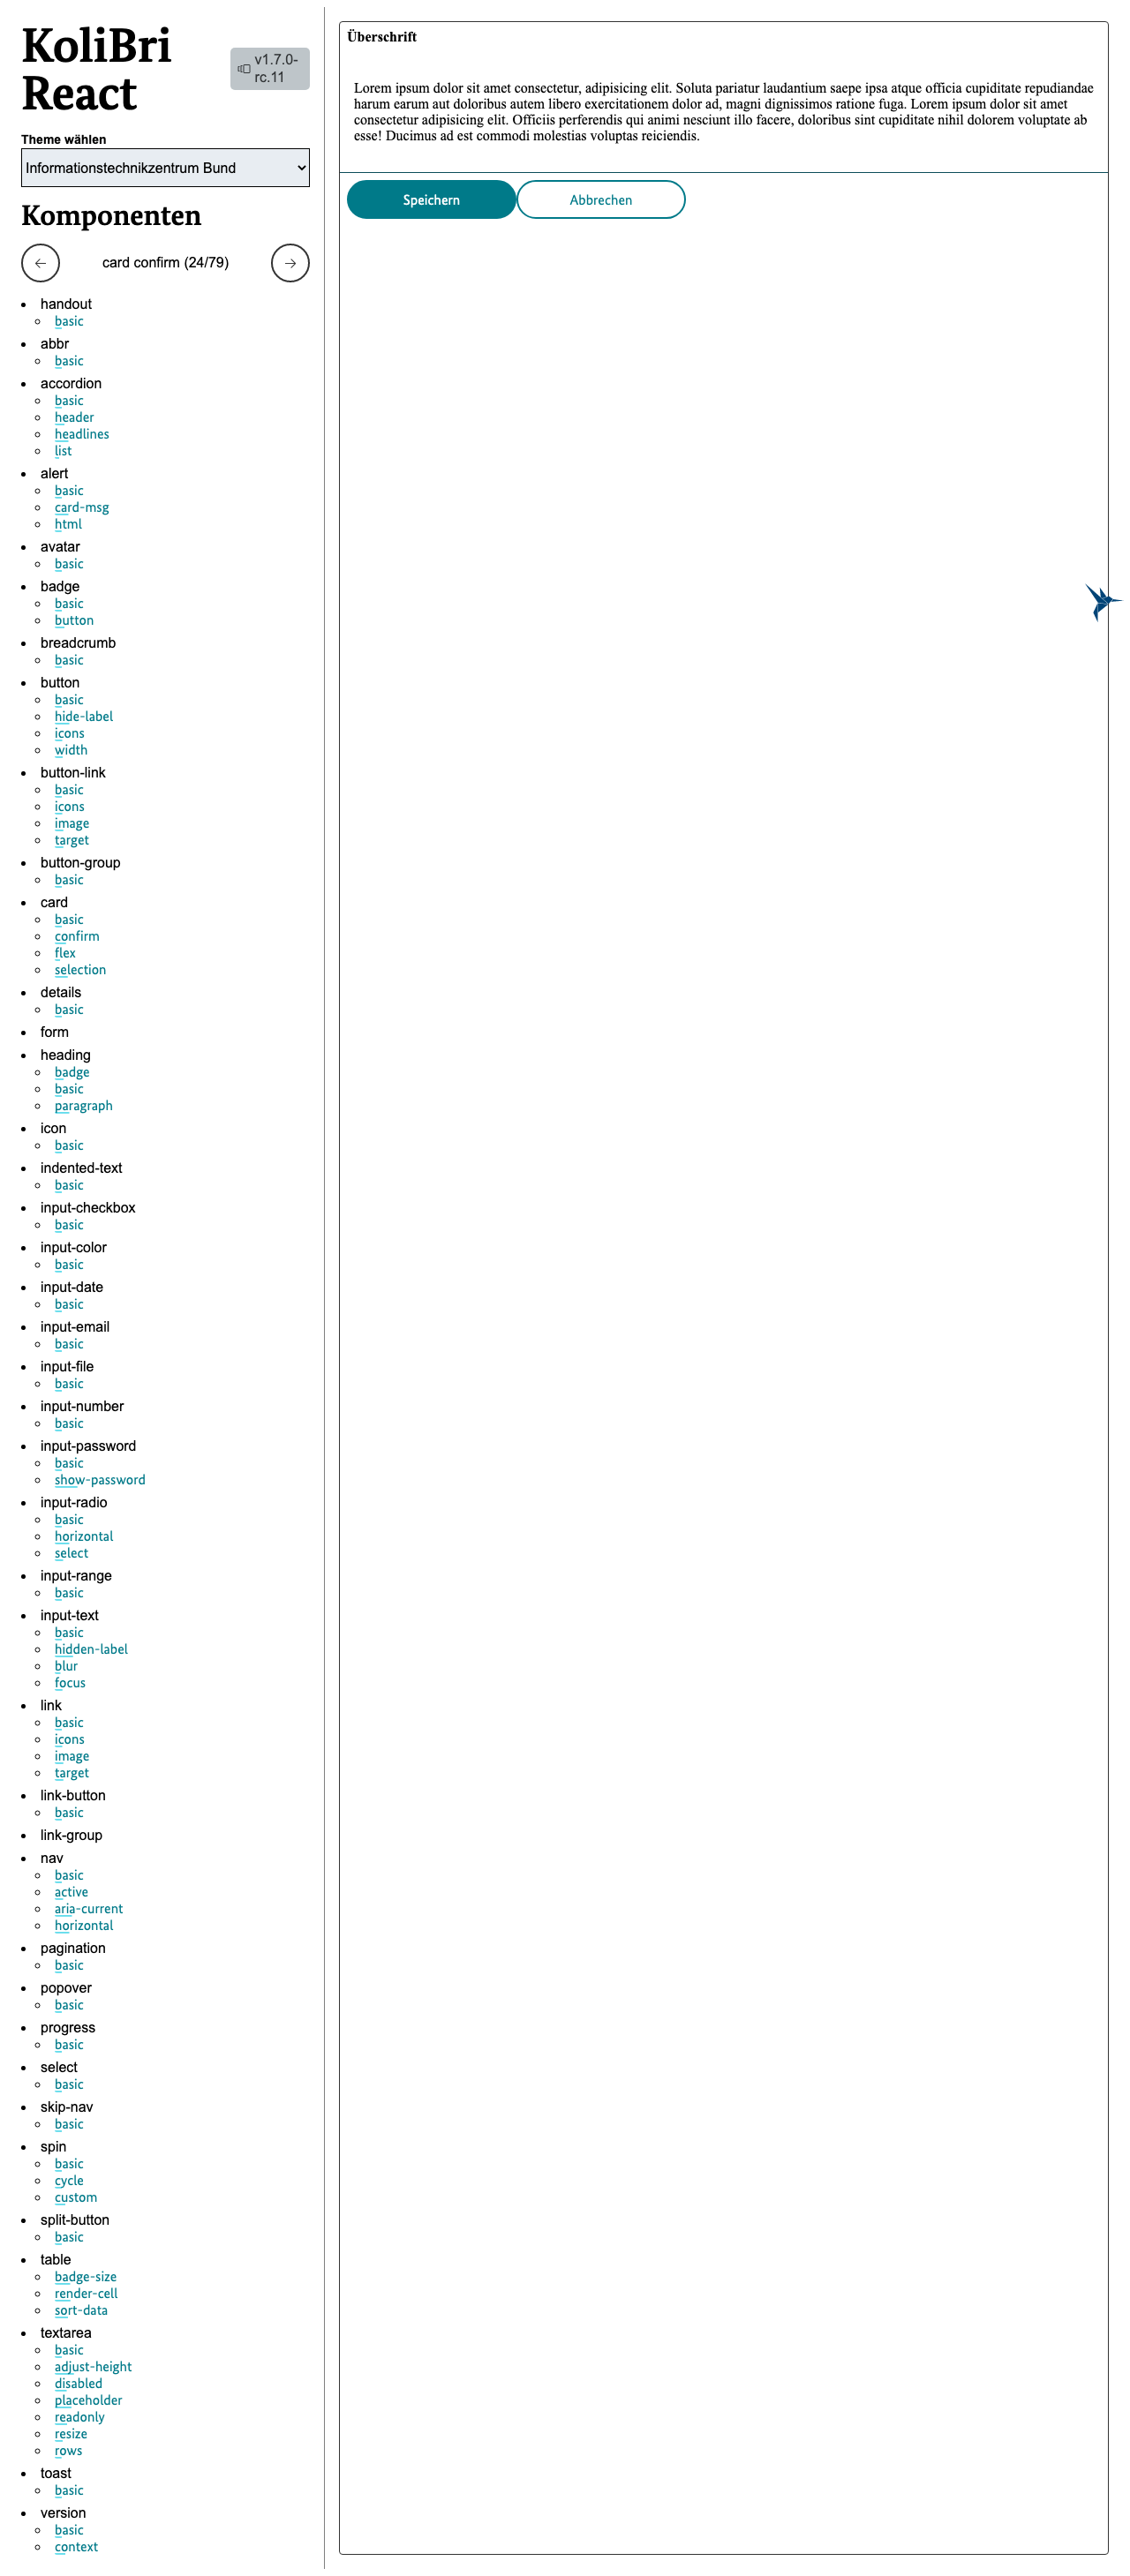 KoliBri
React
v1.7.0-
rc.11
Theme wählen
Informationstechnikzentrum Bund
Komponenten
card confirm (24/79)
handout
basic
abbr
basic
accordion
basic
header
headlines
list
alert
basic
card-msg
html
avatar
basic
badge
basic
button
breadcrumb
basic
button
basic
hide-label
icons
width
button-link
basic
icons
image
target
button-group
basic
card
basic
confirm
flex
selection
details
basic
form
heading
badge
basic
paragraph
icon
basic
indented-text
basic
input-checkbox
basic
input-color
basic
input-date
basic
input-email
basic
input-file
basic
input-number
basic
input-password
basic
show-password
input-radio
basic
horizontal
select
input-range
basic
input-text
basic
hidden-label
blur
focus
link
basic
icons
image
target
link-button
basic
link-group
nav
basic
active
aria-current
horizontal
pagination
basic
popover
basic
progress
basic
select
basic
skip-nav
basic
spin
basic
cycle
custom
split-button
basic
table
badge-size
render-cell
sort-data
textarea
basic
adjust-height
disabled
placeholder
readonly
resize
rows
toast
basic
version
basic
context
Überschrift
Lorem ipsum dolor sit amet consectetur, adipisicing elit. Soluta pariatur laudantium saepe ipsa atque officia cupiditate repudiandae
harum earum aut doloribus autem libero exercitationem dolor ad, magni dignissimos ratione fuga. Lorem ipsum dolor sit amet
consectetur adipisicing elit. Officiis perferendis qui animi nesciunt illo facere, doloribus sint cupiditate nihil dolorem voluptate ab
esse! Ducimus ad est commodi molestias voluptas reiciendis.
Speichern
Abbrechen